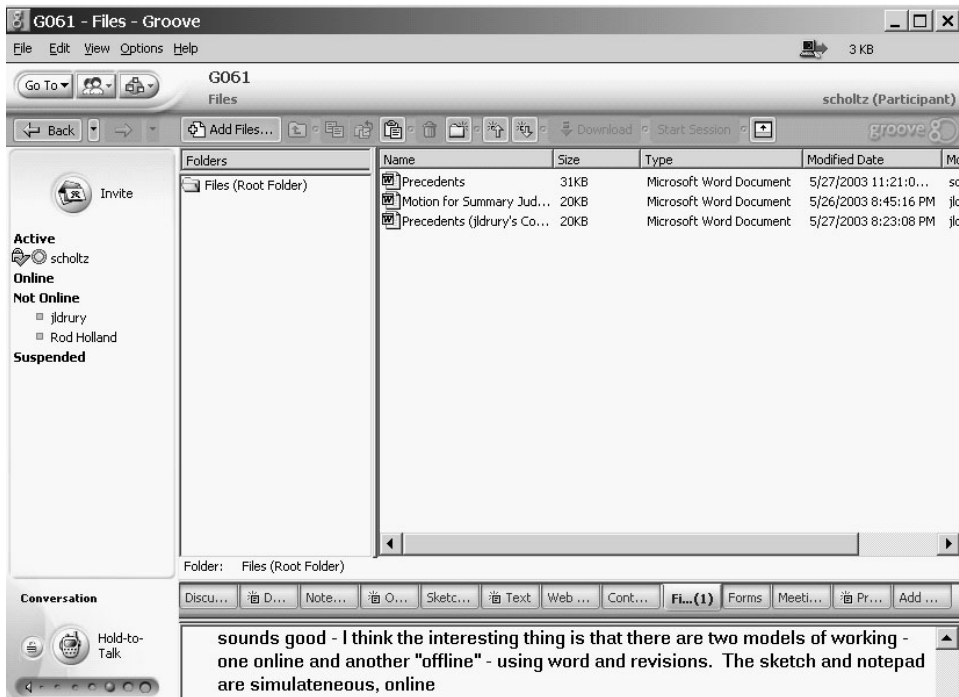 G061 - Files - Groove
File Edit View Options Help
3 KB
Go To
G061
Files
scholtz (Participant)
Back
Add Files...
Download
Start Session
groove
Invite
Active
scholtz
Online
Not Online
jldrury
Rod Holland
Suspended
Folders
Files (Root Folder)
Name Size Type Modified Date Mo
Precedents 31KB Microsoft Word Document 5/27/2003 11:21:0... sc
Motion for Summary Jud... 20KB Microsoft Word Document 5/26/2003 8:45:16 PM jlc
Precedents (jldrury's Co... 20KB Microsoft Word Document 5/27/2003 8:23:08 PM jlc
Folder: Files (Root Folder)
Discu... D... Note... O... Sketc... Text Web ... Cont... Fi...(1) Forms Meeti... Pr... Add ...
Conversation
Hold-to-
Talk
sounds good - I think the interesting thing is that there are two models of working -
one online and another "offline" - using word and revisions. The sketch and notepad
are simulateneous, online